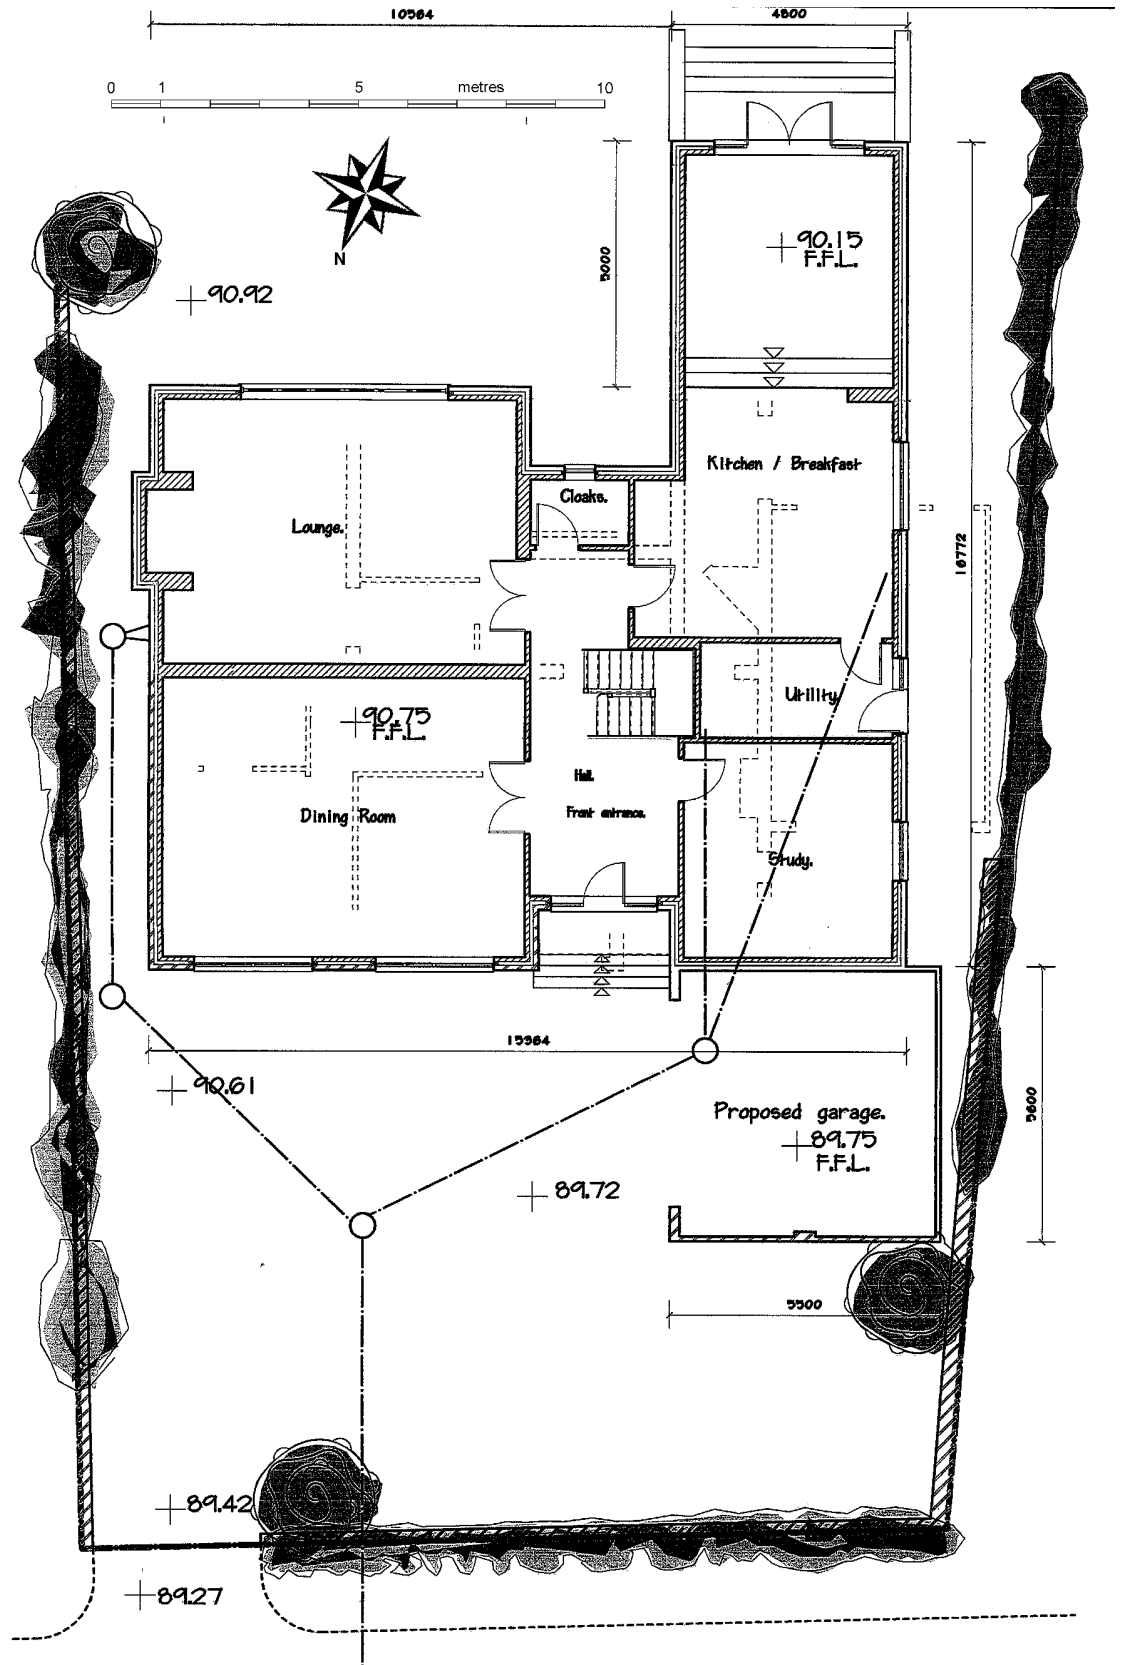 10564
4800
0 1 5 metres 10
N
90.15
F.F.L.
5000
90.92
Kitchen / Breakfast
Cloaks.
Lounge.
16772
Utility
90.75
F.F.L.
Hall.
Front entrance.
Dining Room
Study.
15364
90.61
Proposed garage.
89.75
F.F.L.
5600
89.72
5500
89.42
89.27